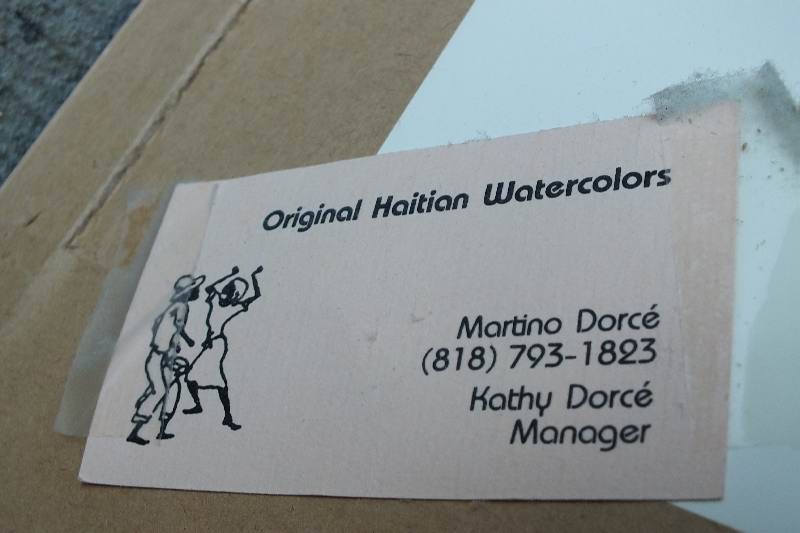 Original Haitian Watercolors
Martino Dorcé
(818) 793-1823
Kathy Dorcé
Manager